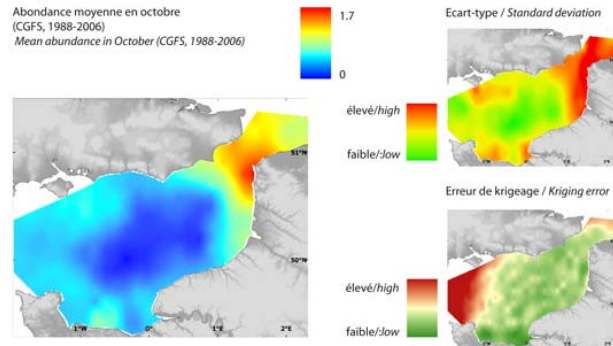 Abondance moyenne en octobre
(CGFS, 1988-2006)
Mean abundance in October (CGFS, 1988-2006)
1.7
0
51°N
50°N
1°W
0°
1°E
2°E
Ecart-type / Standard deviation
élevé/high
faible/:low
Erreur de krigeage / Kriging error
élevé/high
faible/:low